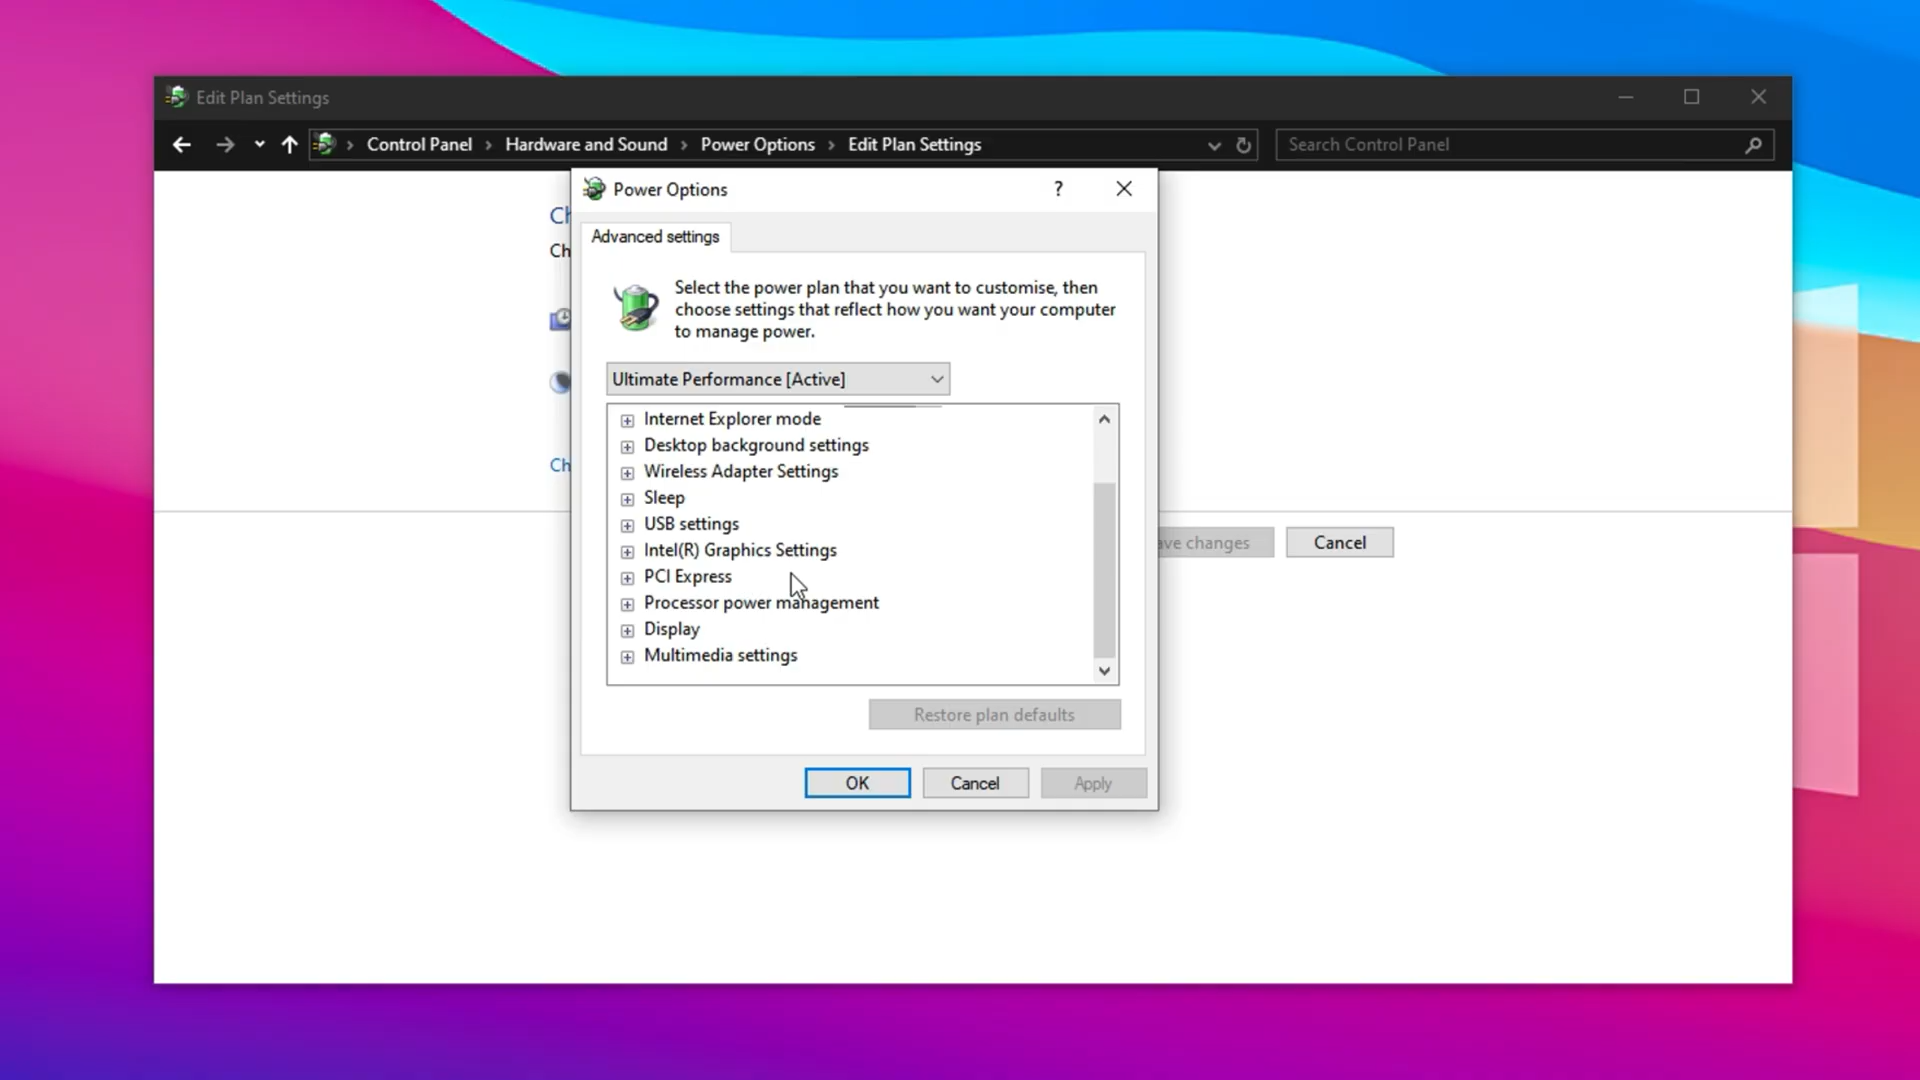 Edit Plan Settings
Control Panel > Hardware and Sound > Power Options > Edit Plan Settings
Search Control Panel
Power Options
?
Ch
Advanced settings
Ch
Select the power plan that you want to customise, then
choose settings that reflect how you want your computer
to manage power.
Ultimate Performance [Active]
Internet Explorer mode
Desktop background settings
Ch
Wireless Adapter Settings
Sleep
USB settings
ave changes
Cancel
Intel(R) Graphics Settings
PCI Express
Processor power management
Display
Multimedia settings
Restore plan defaults
OK
Cancel
Apply